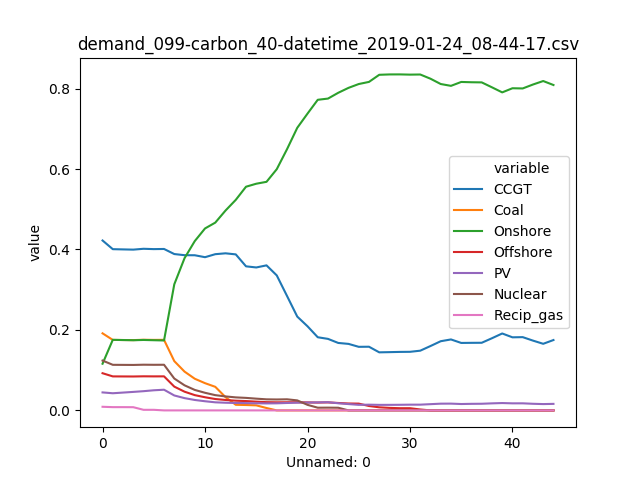 demand_099-carbon_40-datetime_2019-01-24_08-44-17.csv
0.8
0.6
0.4
0.2
0.0
value
variable
CCGT
Coal
Onshore
Offshore
PV
Nuclear
Recip_gas
0 10 20 30 40
Unnamed: 0